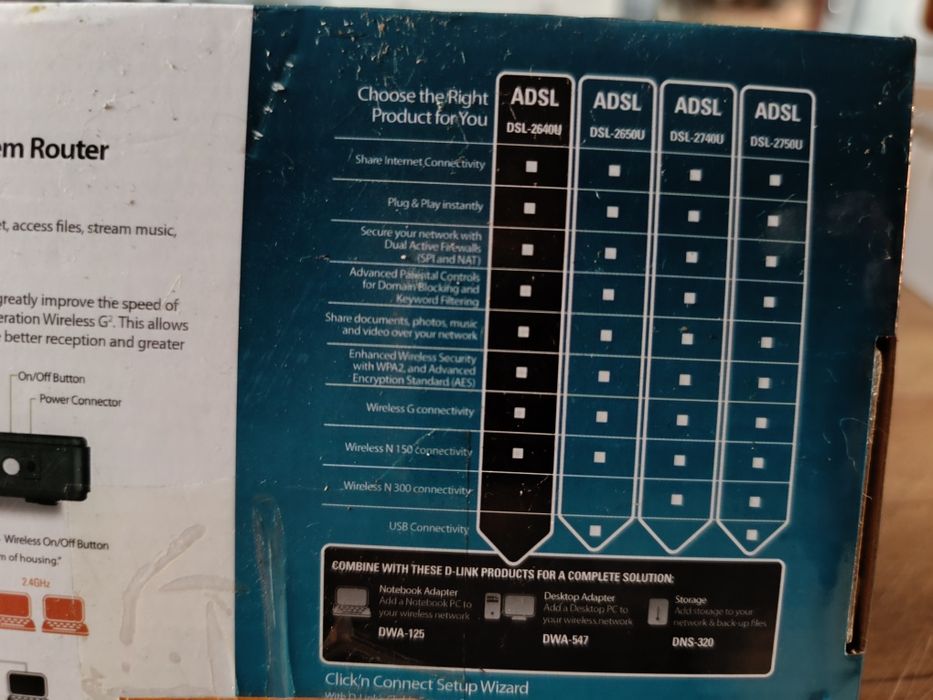 em Router
et, access files, stream music,
greatly improve the speed of
eration Wireless G². This allows
better reception and greater
On/Off Button
Power Connector
Wireless On/Off Button
m of housing.*
2.4GHz
Choose the Right
Product for You
ADSL
DSL-2640U
ADSL
DSL-2650U
ADSL
DSL-2740U
ADSL
DSL-2750U
Share Internet Connectivity
Plug & Play instantly
Secure your network with
Dual Active Firewalls
(SPI and NAT)
Advanced Parental Controls
for Domain Blocking and
Keyword Filtering
Share documents, photos, music
and video over your network
Enhanced Wireless Security
with WPA2, and Advanced
Encryption Standard (AES)
Wireless G connectivity
Wireless N 150 connectivity
Wireless N 300 connectivity
USB Connectivity
COMBINE WITH THESE D-LINK PRODUCTS FOR A COMPLETE SOLUTION:
Notebook Adapter
Add a Notebook PC to
your wireless network
DWA-125
Desktop Adapter
Add a Desktop PC to
your wireless network
DWA-547
Storage
Add storage to your
network & back-up files
DNS-320
Click'n Connect Setup Wizard